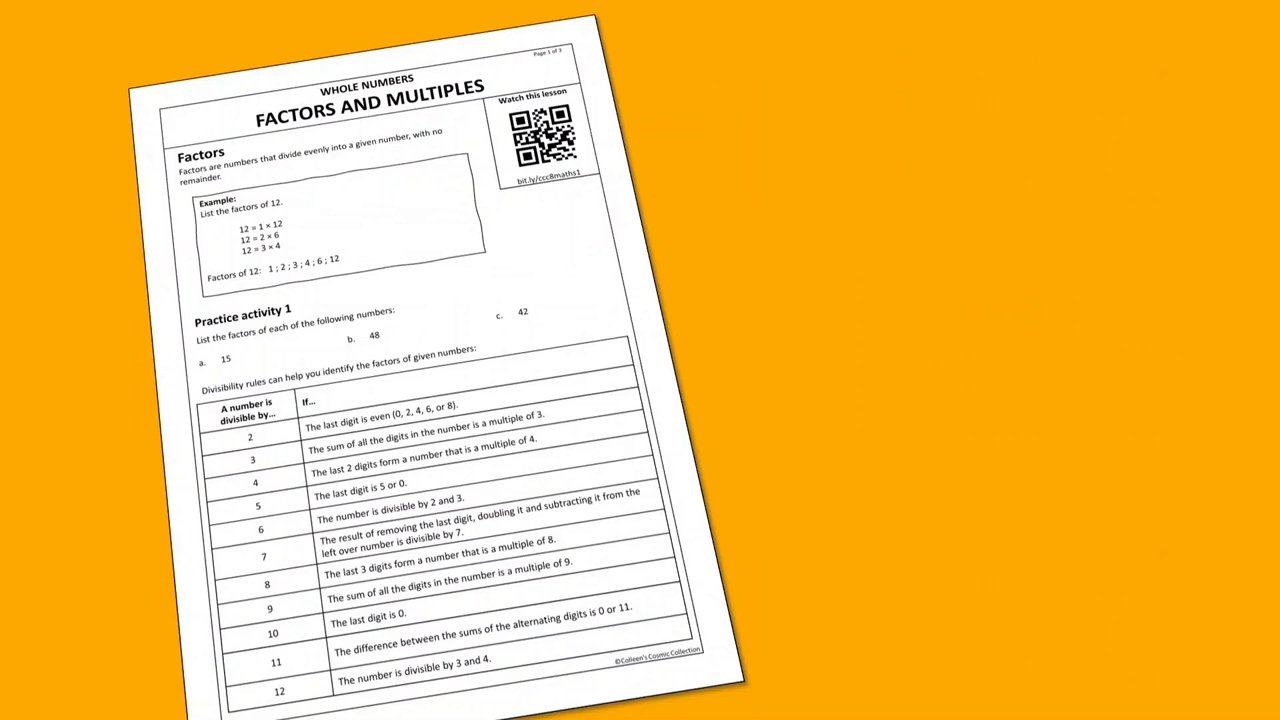 Page 1 of 3
WHOLE NUMBERS
FACTORS AND MULTIPLES
Watch this lesson
bit.ly/ccc8maths1
Factors
Factors are numbers that divide evenly into a given number, with no
remainder.
Example:
List the factors of 12.
12 = 1 × 12
12 = 2 × 6
12 = 3 × 4
Factors of 12: 1 ; 2 ; 3 ; 4 ; 6 ; 12
Practice activity 1
List the factors of each of the following numbers:
a. 15 b. 48 c. 42
Divisibility rules can help you identify the factors of given numbers:
A number is
divisible by... If...
2 The last digit is even (0, 2, 4, 6, or 8).
3 The sum of all the digits in the number is a multiple of 3.
4 The last 2 digits form a number that is a multiple of 4.
5 The last digit is 5 or 0.
6 The number is divisible by 2 and 3.
7 The result of removing the last digit, doubling it and subtracting it from the
left over number is divisible by 7.
8 The last 3 digits form a number that is a multiple of 8.
9 The sum of all the digits in the number is a multiple of 9.
10 The last digit is 0.
11 The difference between the sums of the alternating digits is 0 or 11.
12 The number is divisible by 3 and 4.
©Colleen's Cosmic Collection